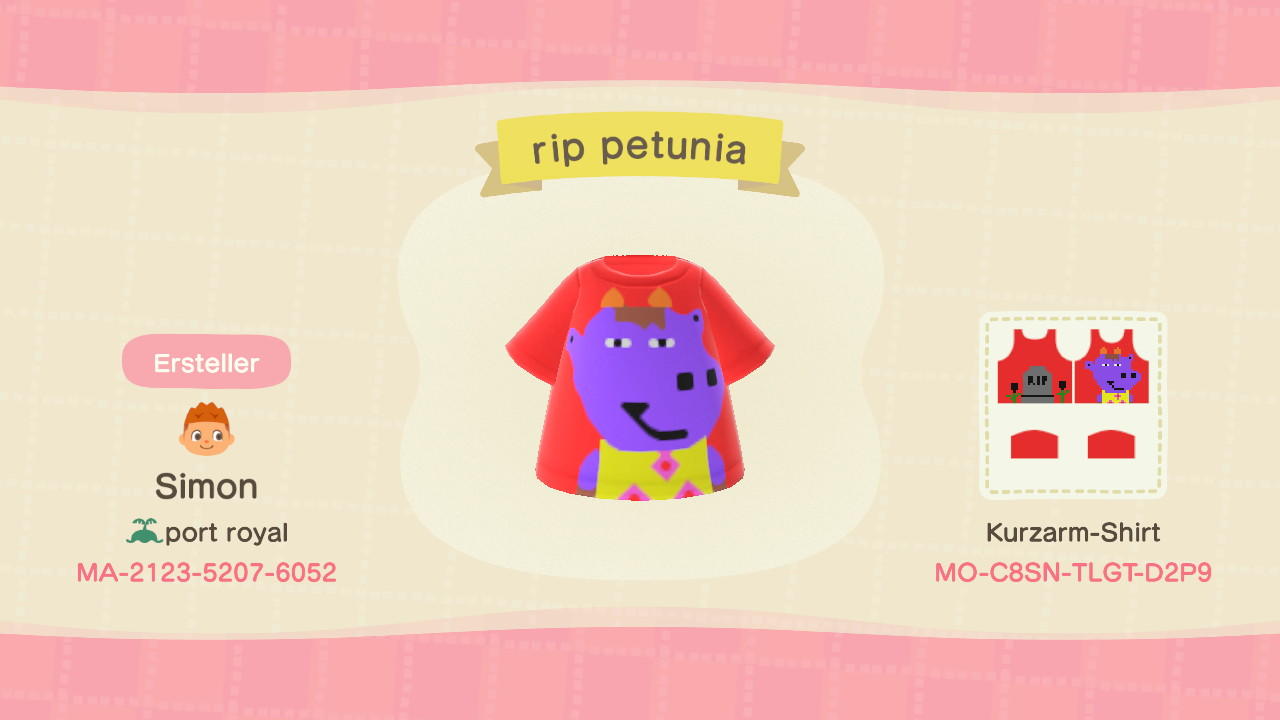 rip petunia
Ersteller
Simon
port royal
MA-2123-5207-6052
RIP
Kurzarm-Shirt
MO-C8SN-TLGT-D2P9